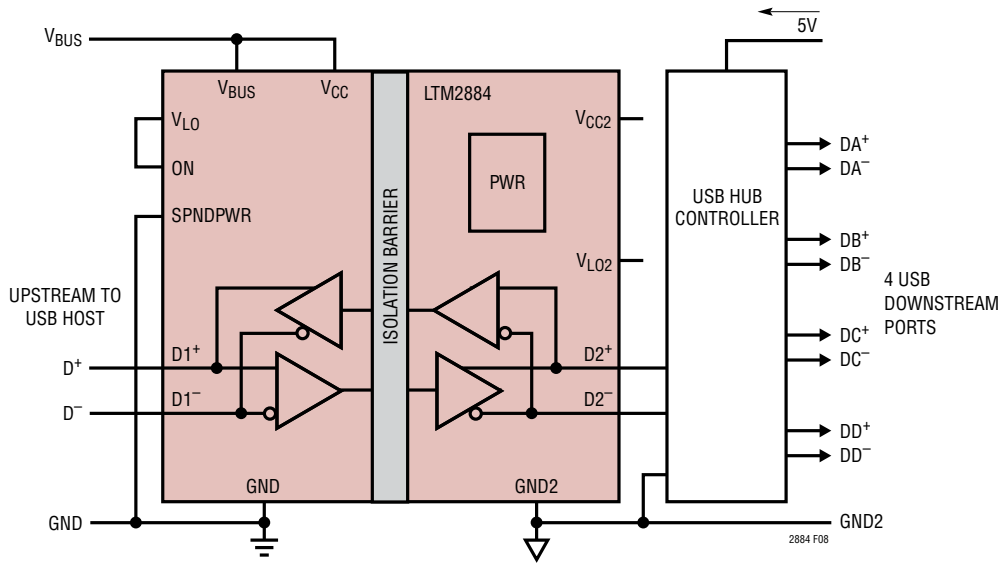 5V
VBUS
VBUS
VCC
LTM2884
VLO
VCC2
ON
DA+
DA−
PWR
USB HUB
CONTROLLER
SPNDPWR
ISOLATION BARRIER
DB+
DB−
VLO2
4 USB
DOWNSTREAM
PORTS
UPSTREAM TO
USB HOST
DC+
DC−
D+
D1+
D2+
D−
D1−
D2−
DD+
DD−
GND
GND2
GND
GND2
2884 F08